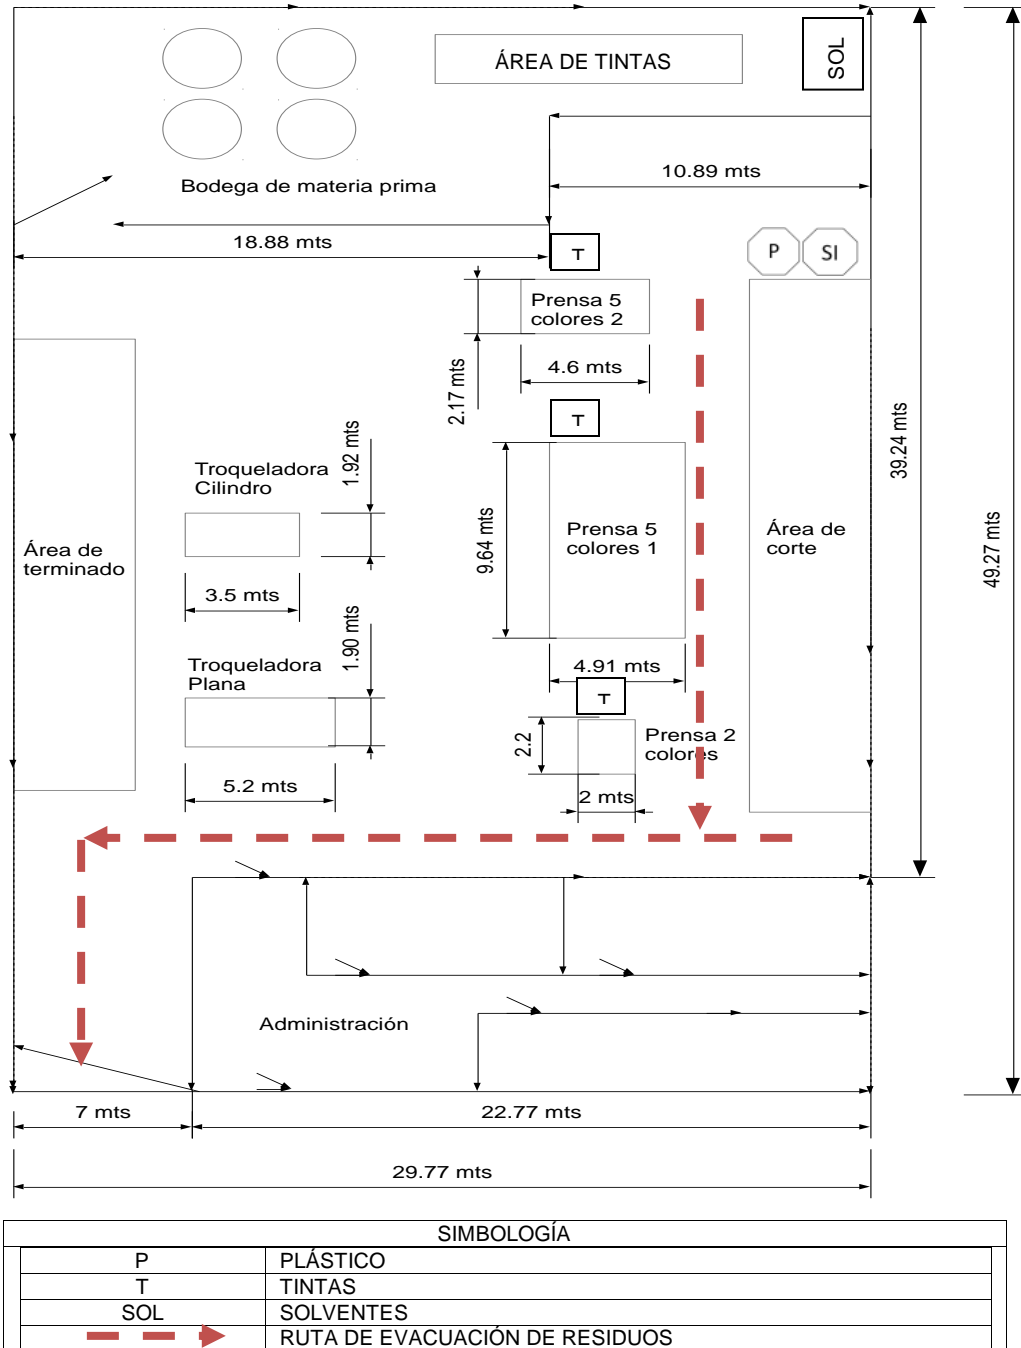 ÁREA DE TINTAS
SOL
10.89 mts
Bodega de materia prima
18.88 mts
T
P
SI
Prensa 5
colores 2
2.17 mts
4.6 mts
T
39.24 mts
49.27 mts
Troqueladora
Cilindro
1.92 mts
9.64 mts
Prensa 5
colores 1
Área de
corte
Área de
terminado
3.5 mts
1.90 mts
Troqueladora
Plana
4.91 mts
T
2.2
Prensa 2
colores
5.2 mts
2 mts
Administración
7 mts
22.77 mts
29.77 mts
SIMBOLOGÍA
P PLÁSTICO
T TINTAS
SOL SOLVENTES
RUTA DE EVACUACIÓN DE RESIDUOS